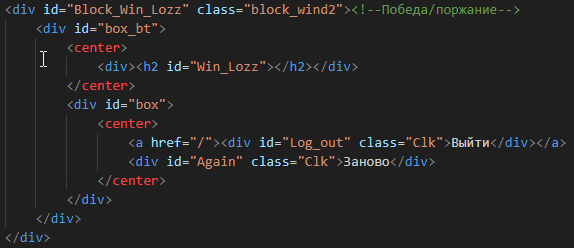 <div id="Block_Win_Lozz" class="block_wind2"><!--Победа/поржание-->
<div id="box_bt">
<center>
<div><h2 id="Win_Lozz"></h2></div>
</center>
<div id="box">
<center>
<a href="/"><div id="Log_out" class="Clk">Выйти</div></a>
<div id="Again" class="Clk">Заново</div>
</center>
</div>
</div>
</div>